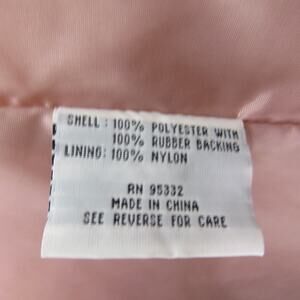 SHELL: 100% POLYESTER WITH
100% RUBBER BACKING
LINING: 100% NYLON
RN 95332
MADE IN CHINA
SEE REVERSE FOR CARE